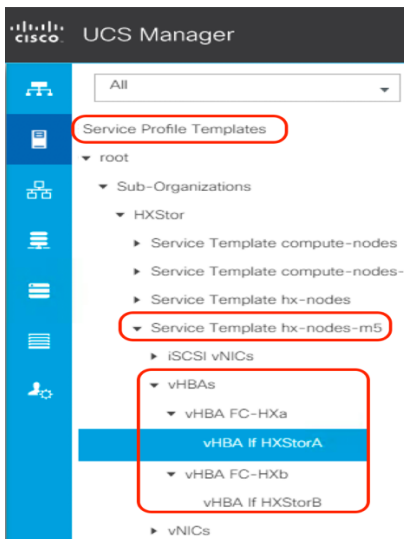 cisco. UCS Manager
All
Service Profile Templates
root
Sub-Organizations
HXStor
Service Template compute-nodes
Service Template compute-nodes-
Service Template hx-nodes
Service Template hx-nodes-m5
iSCSI vNICs
vHBAs
vHBA FC-HXa
vHBA If HXStorA
vHBA FC-HXb
vHBA If HXStorB
vNICs